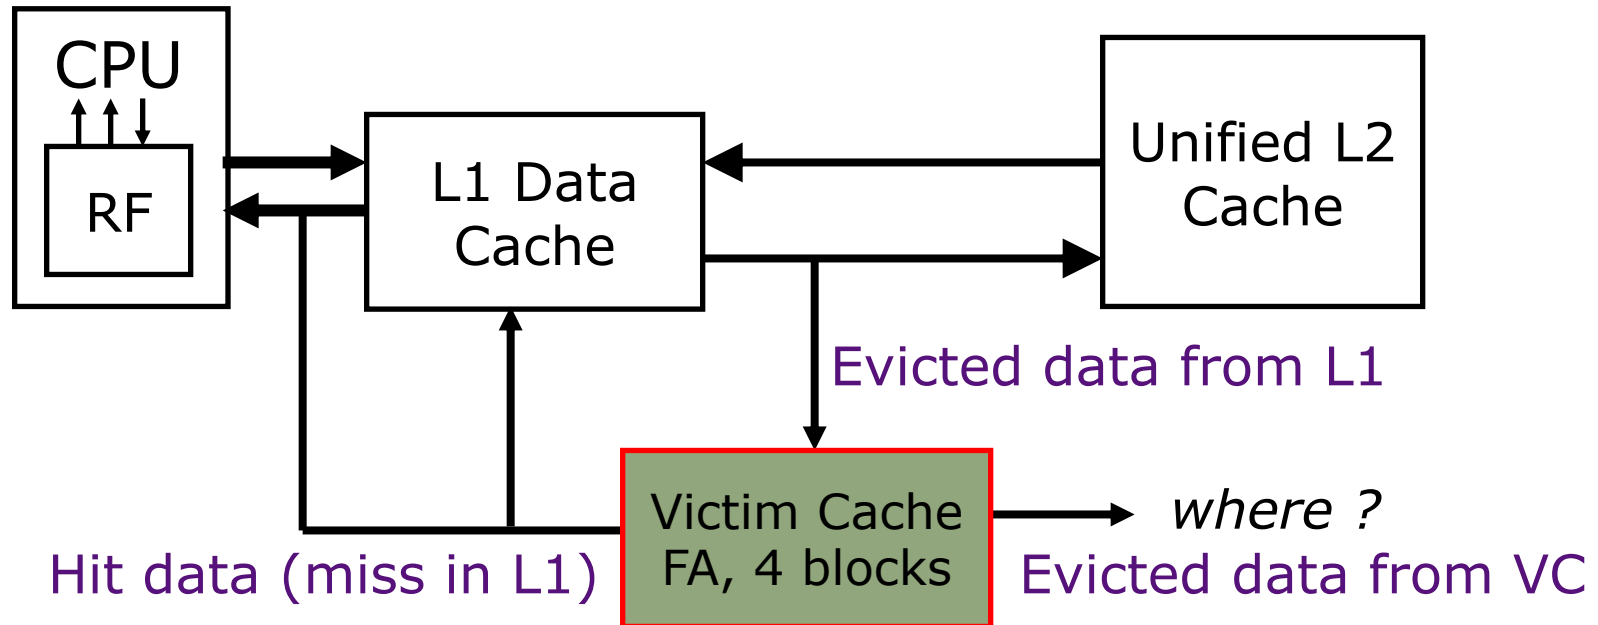 CPU
RF
L1 Data
Cache
Unified L2
Cache
Evicted data from L1
Victim Cache
FA, 4 blocks
where ?
Hit data (miss in L1)
Evicted data from VC